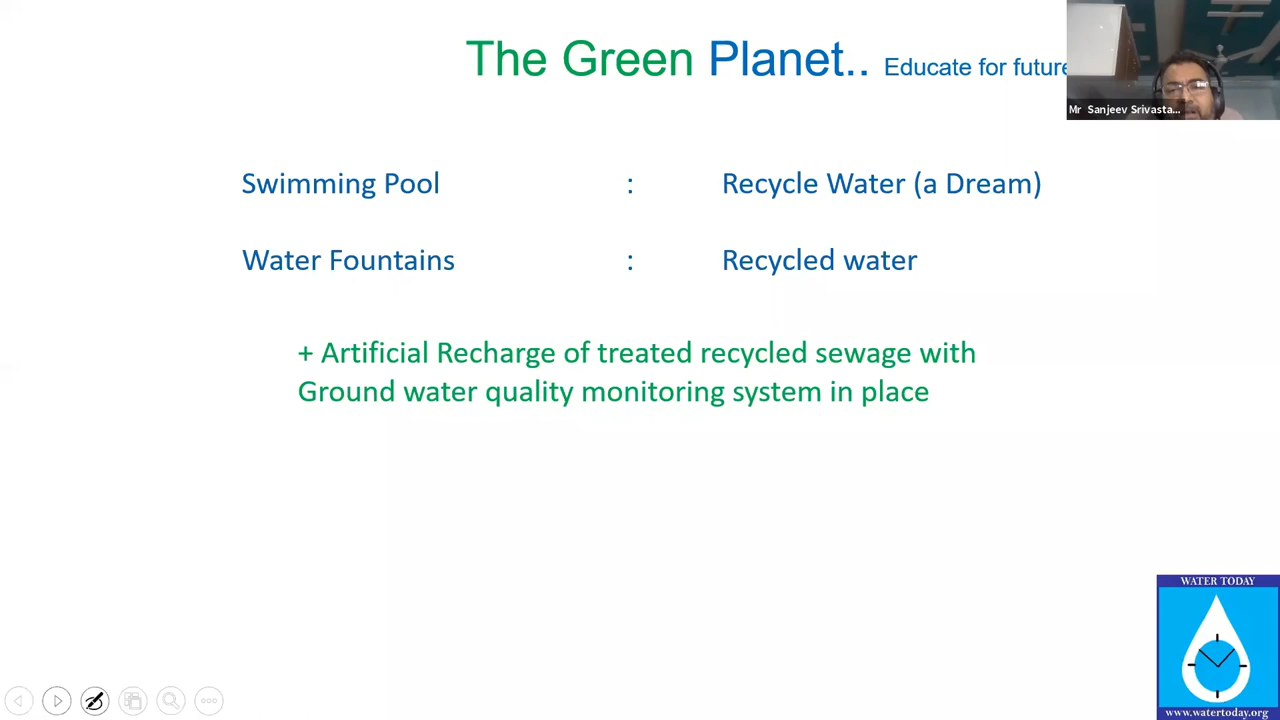 The Green Planet.. Educate for future
Mr Sanjeev Srivasta...
Swimming Pool : Recycle Water (a Dream)
Water Fountains : Recycled water
+ Artificial Recharge of treated recycled sewage with
Ground water quality monitoring system in place
WATER TODAY
www.watertoday.org